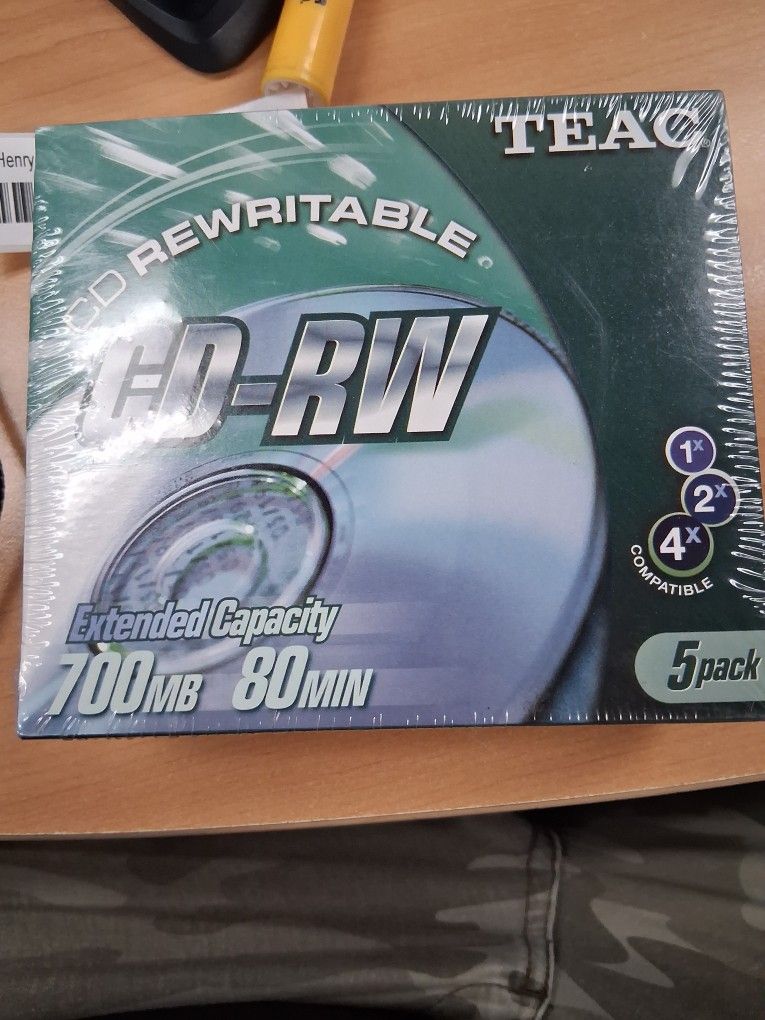 Henry
TEAC
CD REWRITABLE
CD-RW
1x
2x
4x
COMPATIBLE
Extended Capacity
700MB 80MIN
5pack